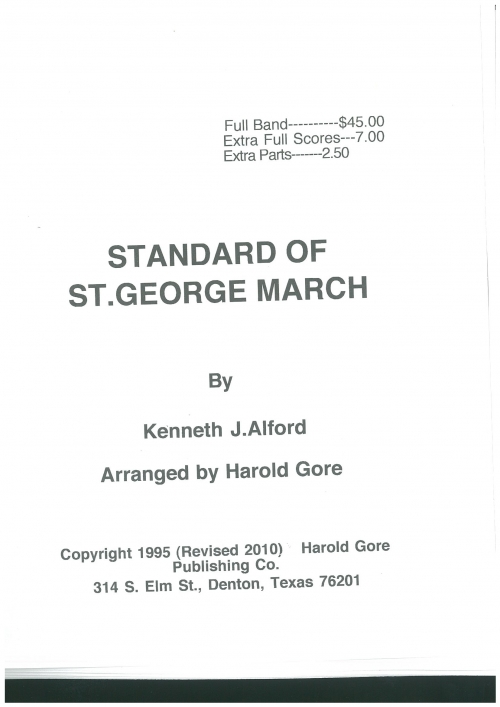 Full Band----------$45.00
Extra Full Scores---7.00
Extra Parts-------2.50
STANDARD OF
ST.GEORGE MARCH
By
Kenneth J.Alford
Arranged by Harold Gore
Copyright 1995 (Revised 2010) Harold Gore
Publishing Co.
314 S. Elm St., Denton, Texas 76201